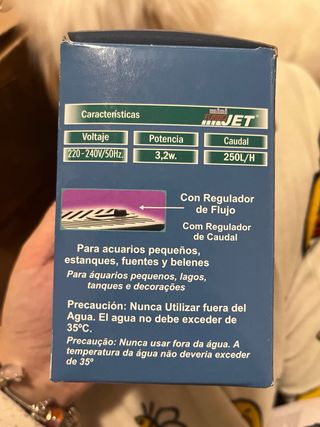 Características
mini
JET®
Voltaje
Potencia
Caudal
220-240V/50Hz.
3,2w.
250L/H
Con Regulador
de Flujo
Com Regulador
de Caudal
Para acuarios pequeños,
estanques, fuentes y belenes
Para áquarios pequenos, lagos,
tanques e decorações
Precaución: Nunca Utilizar fuera del
Agua. El agua no debe exceder de
35ºC.
Precaução: Nunca usar fora da água. A
temperatura da água não deveria exceder
de 35º